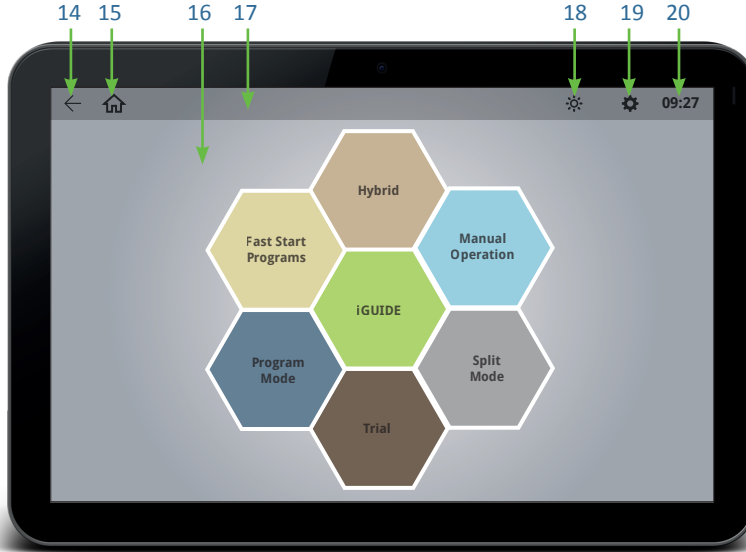 14 15 16 17 18 19 20
09:27
Hybrid
Fast Start
Programs
Manual
Operation
iGUIDE
Program
Mode
Split
Mode
Trial